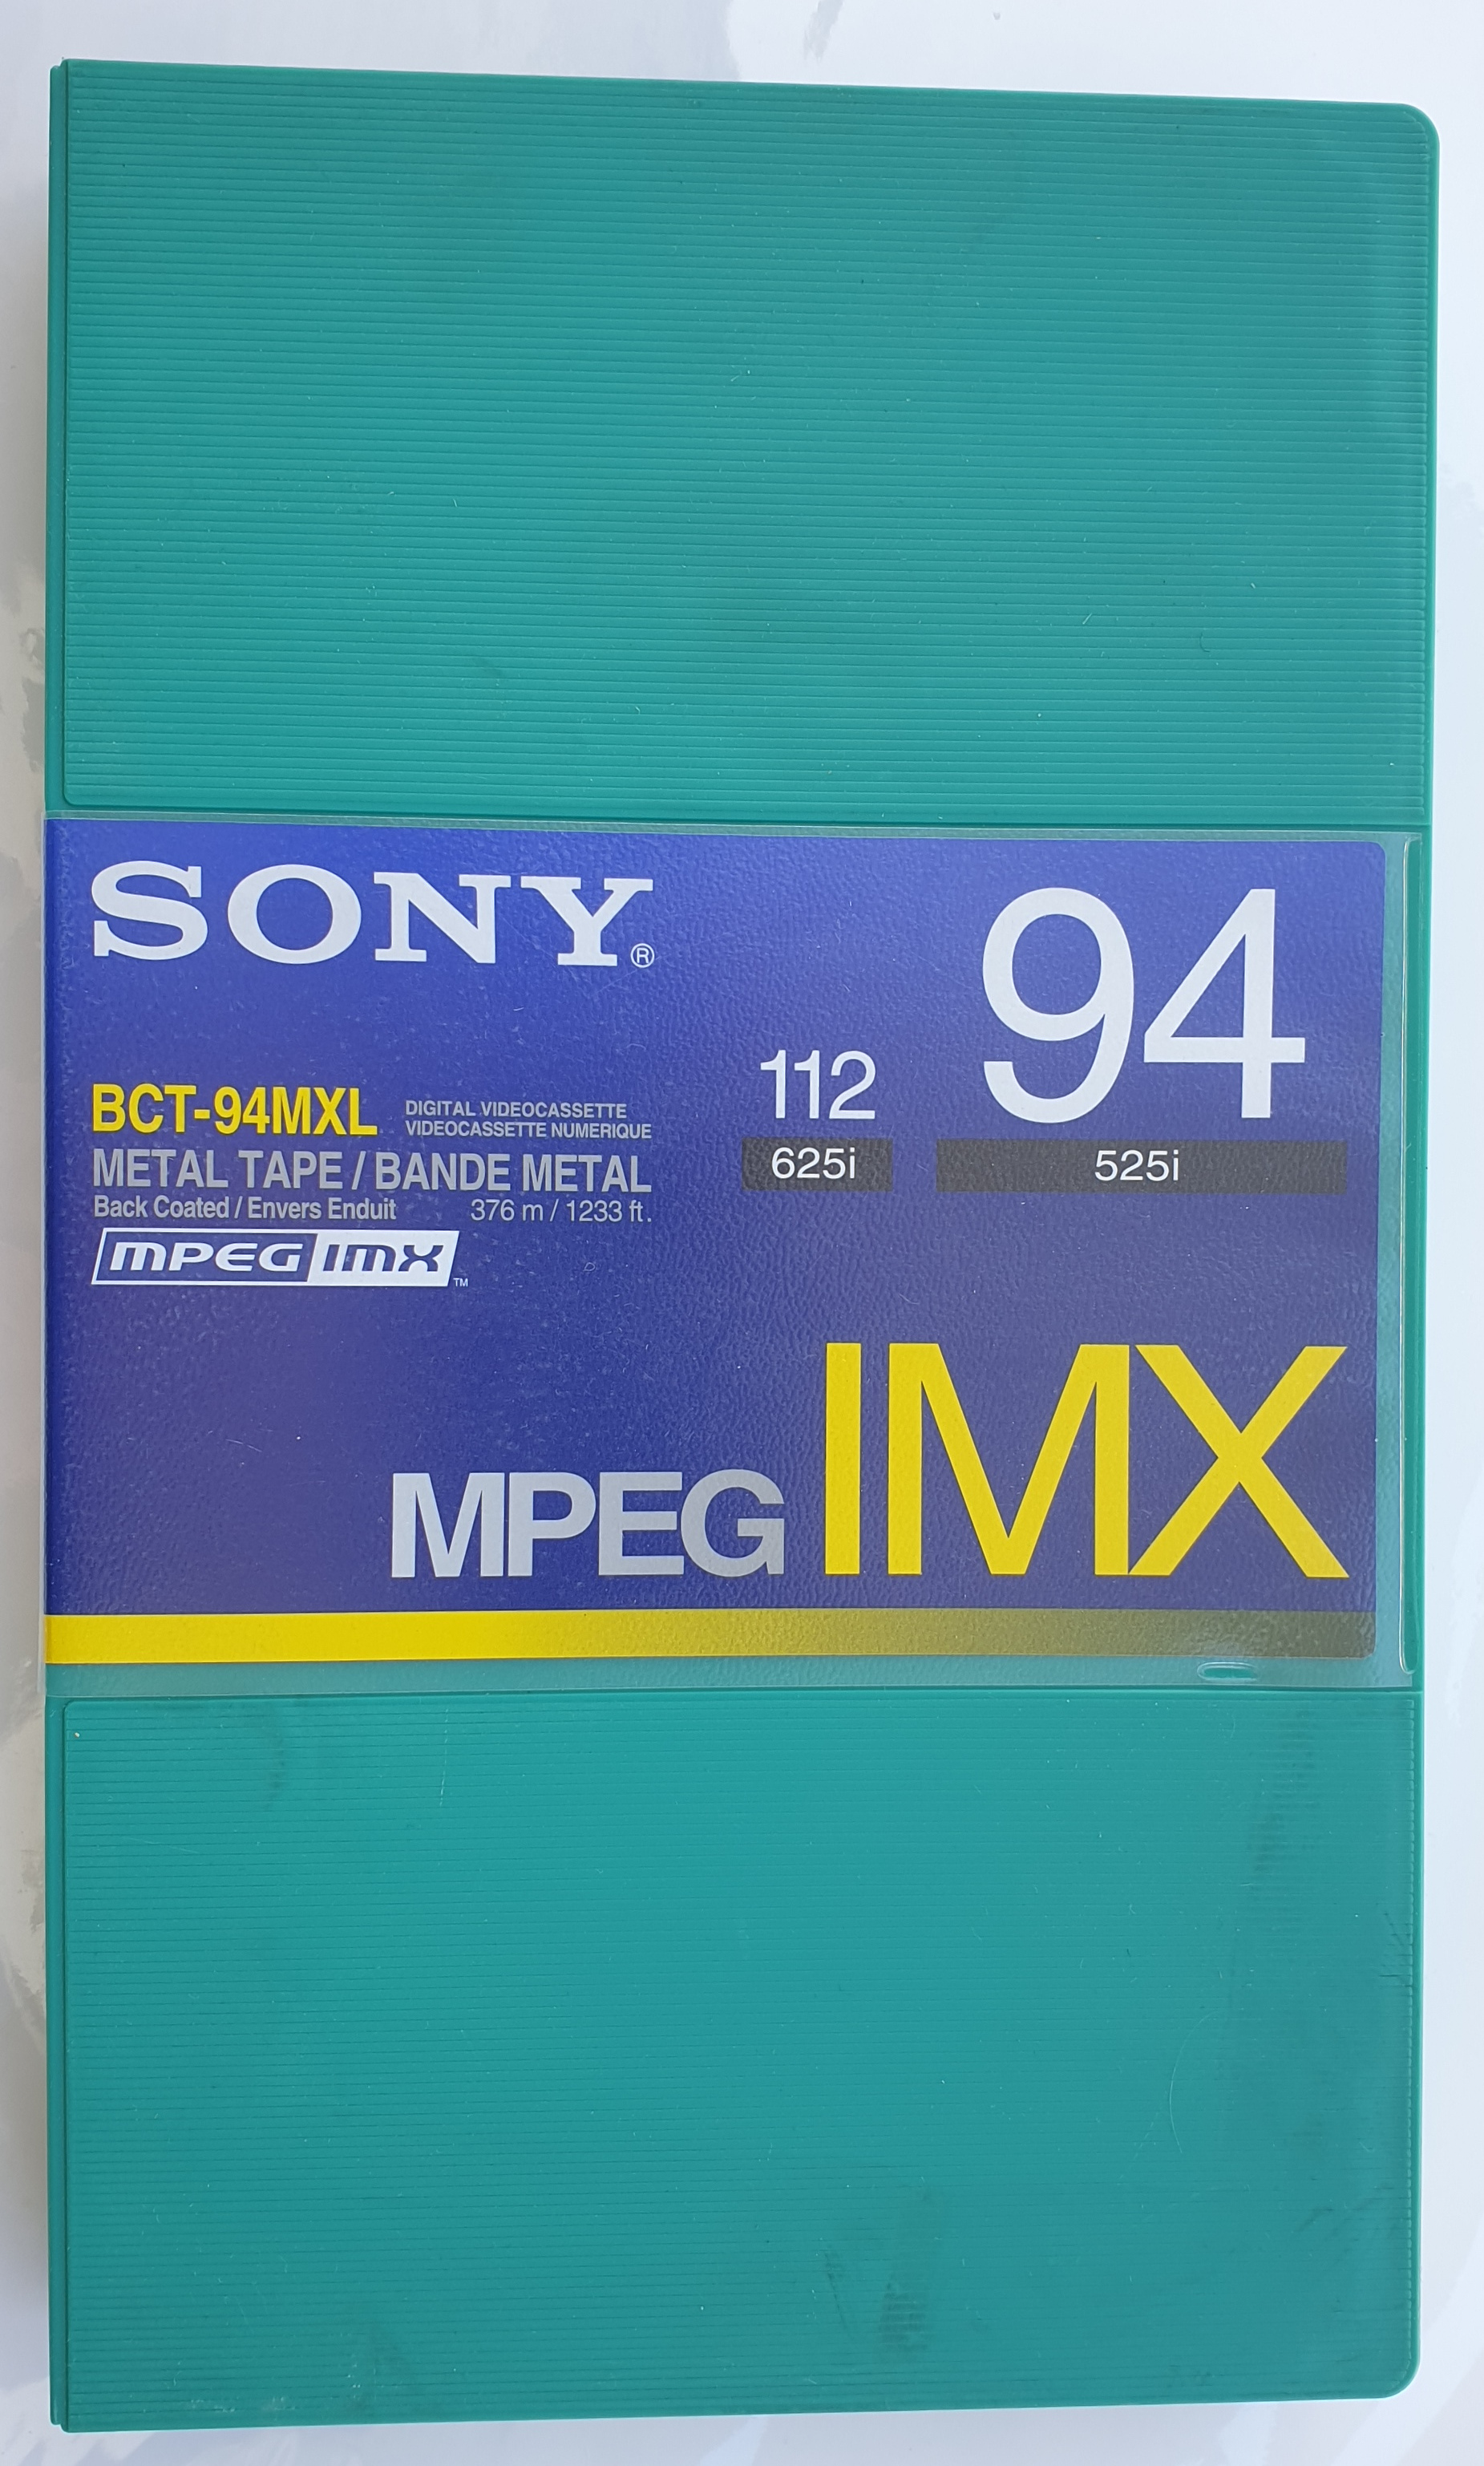 SONY®
94
112
625i
525i
BCT-94MXL
DIGITAL VIDEOCASSETTE
VIDEOCASSETTE NUMERIQUE
METAL TAPE / BANDE METAL
Back Coated / Envers Enduit 376 m / 1233 ft.
MPEG IMX™
MPEG IMX